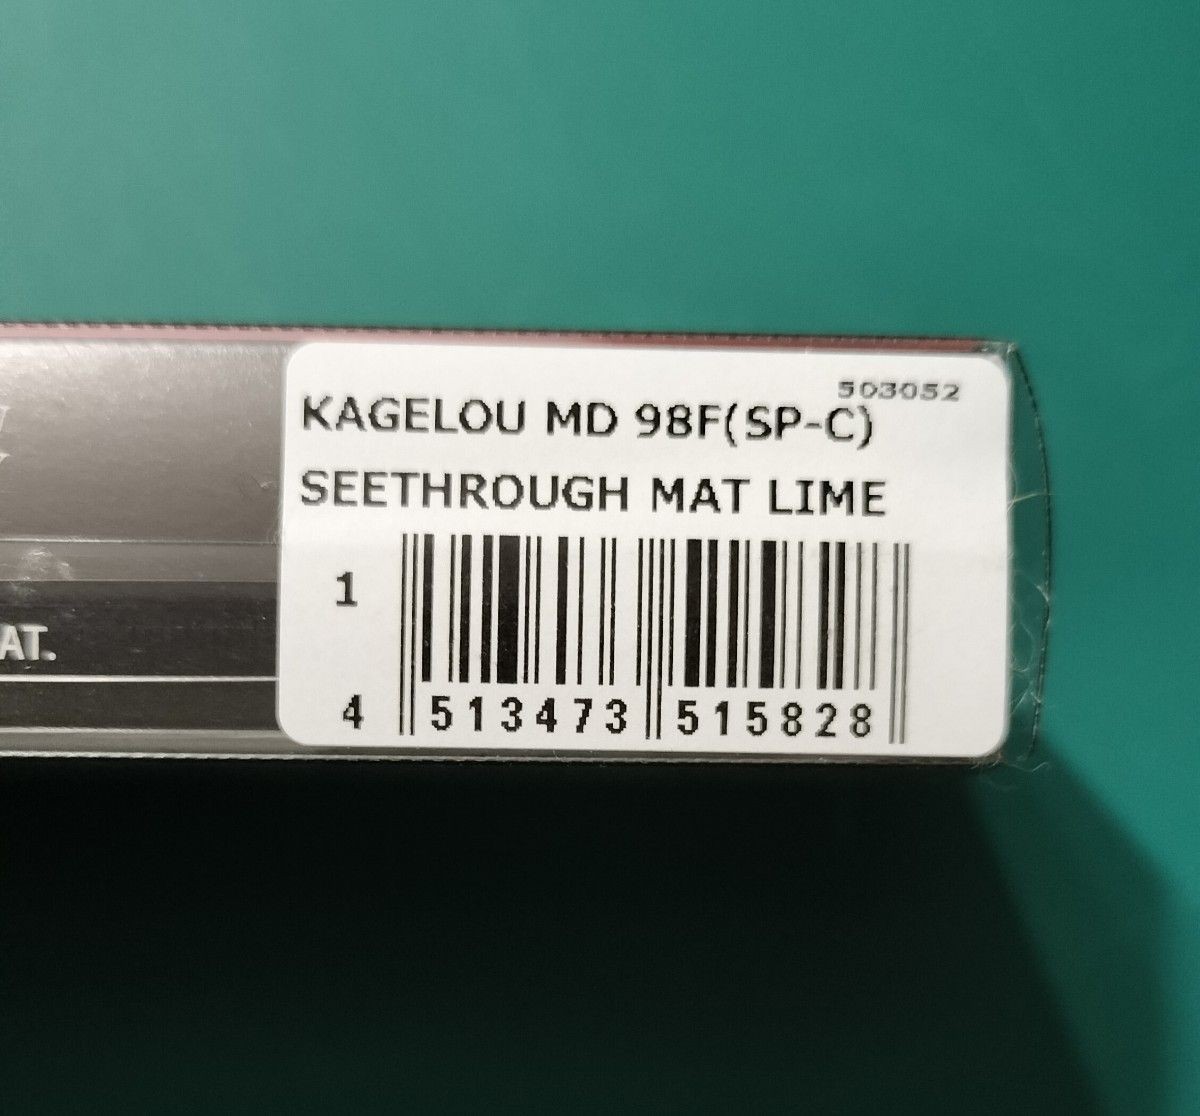 503052
KAGELOU MD 98F(SP-C)
SEETHROUGH MAT LIME
1
4 513473 515828
AT.